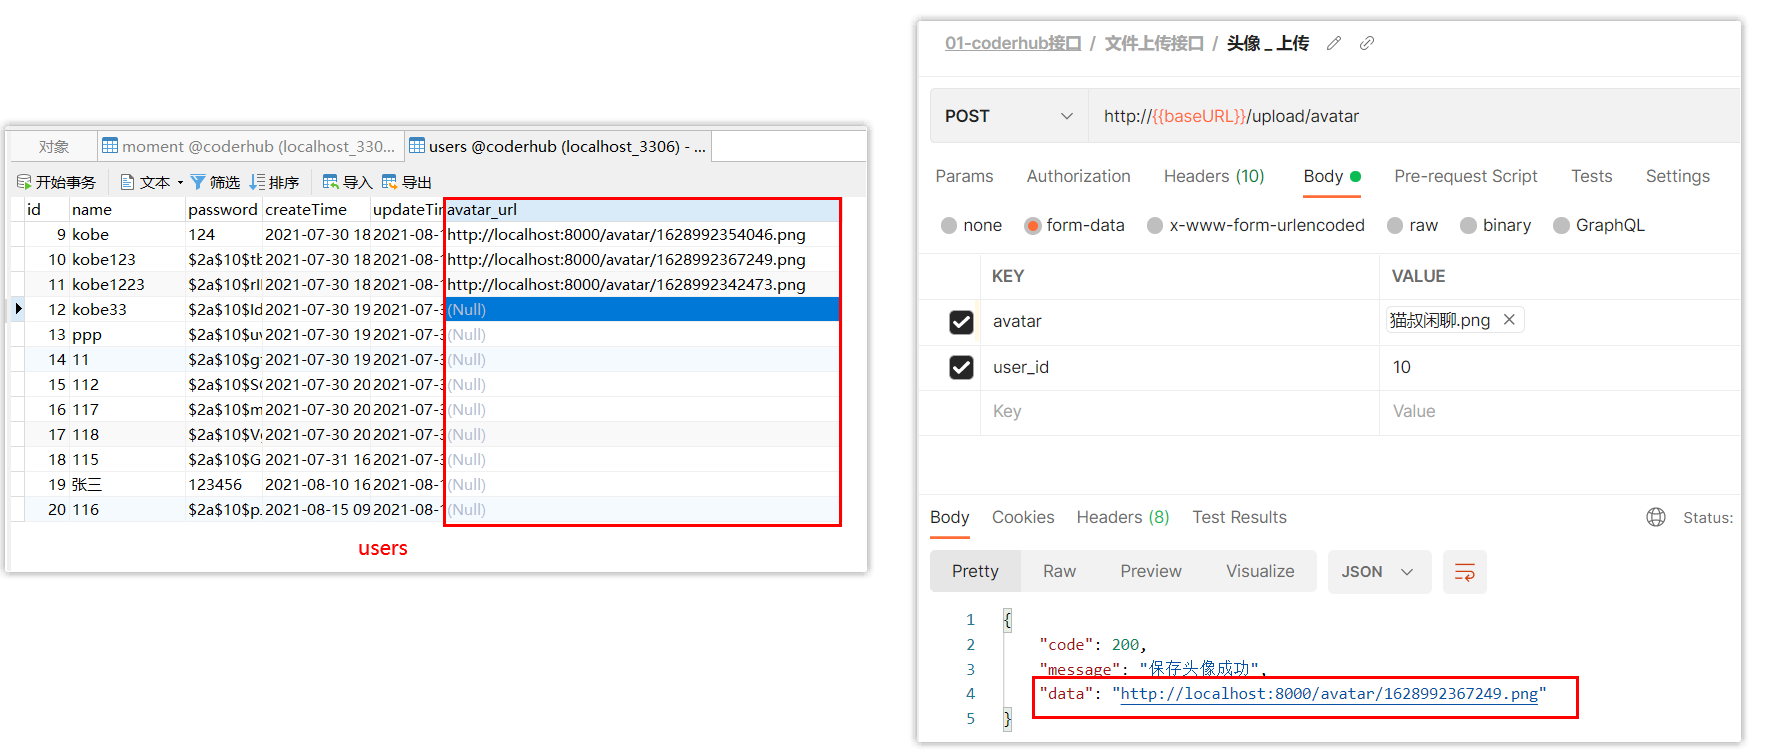 对象 moment @coderhub (localhost_330... users @coderhub (localhost_3306) - ...
开始事务 文本 筛选 排序 导入 导出
id name password createTime updateTir avatar_url
9 kobe 124 2021-07-30 18 2021-08- http://localhost:8000/avatar/1628992354046.png
10 kobe123 $2a$10$tb 2021-07-30 18 2021-08- http://localhost:8000/avatar/1628992367249.png
11 kobe1223 $2a$10$rll 2021-07-30 18 2021-08- http://localhost:8000/avatar/1628992342473.png
12 kobe33 $2a$10$Id 2021-07-30 19 2021-07-3 (Null)
13 ppp $2a$10$uv 2021-07-30 19 2021-07-3 (Null)
14 11 $2a$10$g 2021-07-30 19 2021-07-3 (Null)
15 112 $2a$10$S 2021-07-30 20 2021-07-3 (Null)
16 117 $2a$10$m 2021-07-30 20 2021-07-3 (Null)
17 118 $2a$10$V 2021-07-30 20 2021-07-3 (Null)
18 115 $2a$10$G 2021-07-31 16 2021-07-3 (Null)
19 张三 123456 2021-08-10 16 2021-08- (Null)
20 116 $2a$10$p. 2021-08-15 09 2021-08- (Null)
users
01-coderhub接口 / 文件上传接口 / 头像_上传
POST http://{{baseURL}}/upload/avatar
Params Authorization Headers (10) Body Pre-request Script Tests Settings
none form-data x-www-form-urlencoded raw binary GraphQL
KEY VALUE
avatar 猫叔闲聊.png
user_id 10
Key Value
Body Cookies Headers (8) Test Results Status:
Pretty Raw Preview Visualize JSON
1 {
2 "code": 200,
3 "message": "保存头像成功",
4 "data": "http://localhost:8000/avatar/1628992367249.png"
5 }